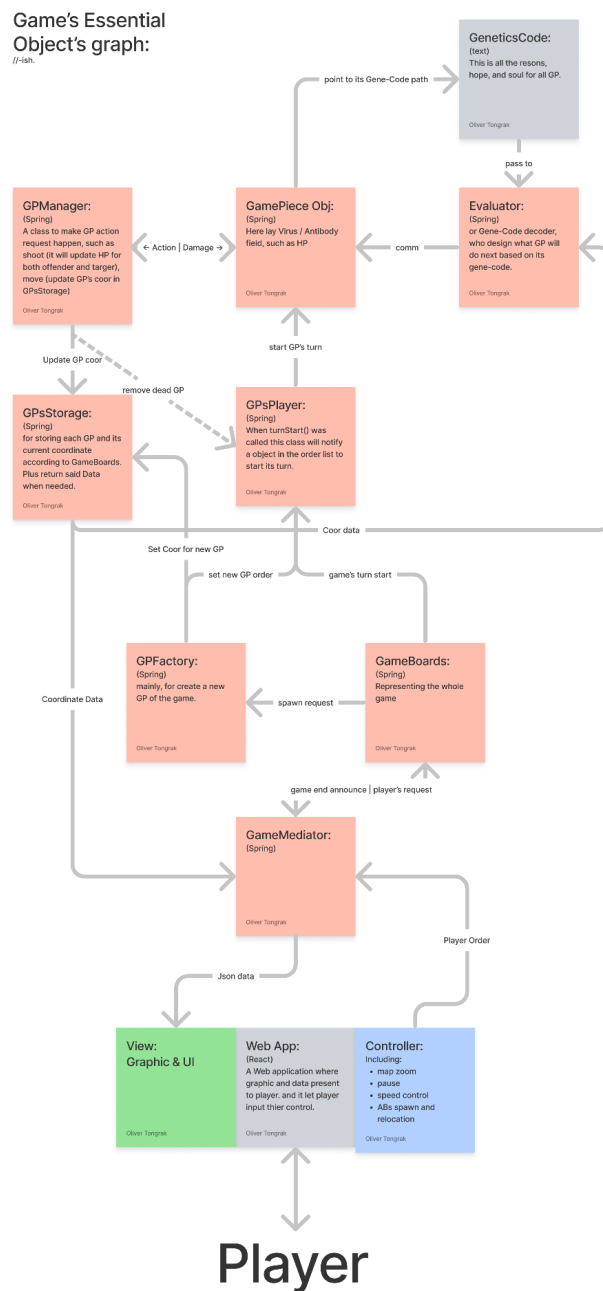 Game's Essential
Object's graph:
//-ish.
GeneticsCode:
(text)
This is all the resons,
hope, and soul for all GP.
Oliver Tongrak
point to its Gene-Code path
pass to
GPManager:
(Spring)
A class to make GP action
request happen, such as
shoot (it will update HP for
both offender and targer),
move (update GP's coor in
GPsStorage)
Oliver Tongrak
← Action | Damage →
GamePiece Obj:
(Spring)
Here lay Virus / Antibody
field, such as HP
Oliver Tongrak
comm
Evaluator:
(Spring)
or Gene-Code decoder,
who design what GP will
do next based on its
gene-code.
Oliver Tongrak
Update GP coor
remove dead GP
start GP's turn
GPsStorage:
(Spring)
for storing each GP and its
current coordinate
according to GameBoards.
Plus return said Data
when needed.
Oliver Tongrak
GPsPlayer:
(Spring)
When turnStart() was
called this class will notify
a object in the order list to
start its turn.
Oliver Tongrak
Coor data
Set Coor for new GP
set new GP order
game's turn start
Coordinate Data
GPFactory:
(Spring)
mainly, for create a new
GP of the game.
Oliver Tongrak
spawn request
GameBoards:
(Spring)
Representing the whole
game
Oliver Tongrak
game end announce | player's request
GameMediator:
(Spring)
Oliver Tongrak
Player Order
Json data
View:
Graphic & UI
Oliver Tongrak
Web App:
(React)
A Web application where
graphic and data present
to player. and it let player
input thier control.
Oliver Tongrak
Controller:
Including:
• map zoom
• pause
• speed control
• ABs spawn and
relocation
Oliver Tongrak
Player